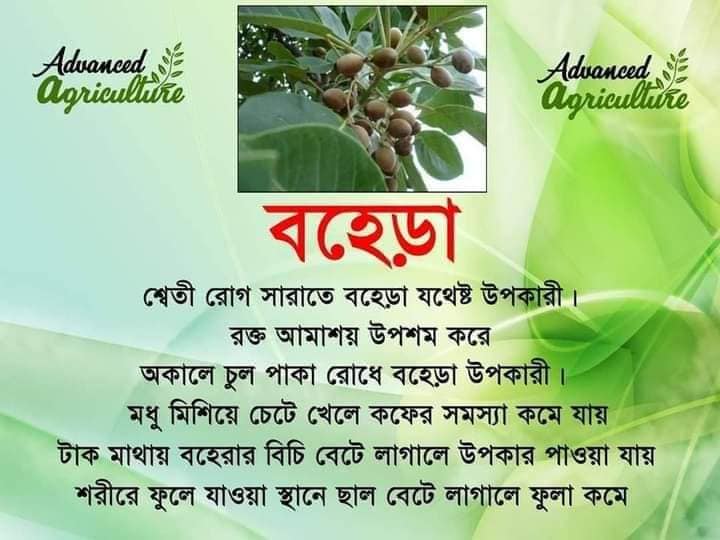 Advanced
agriculture
Advanced
agriculture
বহেড়া
শ্বেতী রোগ সারাতে বহেড়া যথেষ্ট উপকারী।
রক্ত আমাশয় উপশম করে
অকালে চুল পাকা রোধে বহেড়া উপকারী।
মধু মিশিয়ে চেটে খেলে কফের সমস্যা কমে যায়
টাক মাথায় বহেরার বিচি বেটে লাগালে উপকার পাওয়া যায়
শরীরে ফুলে যাওয়া স্থানে ছাল বেটে লাগালে ফুলা কমে